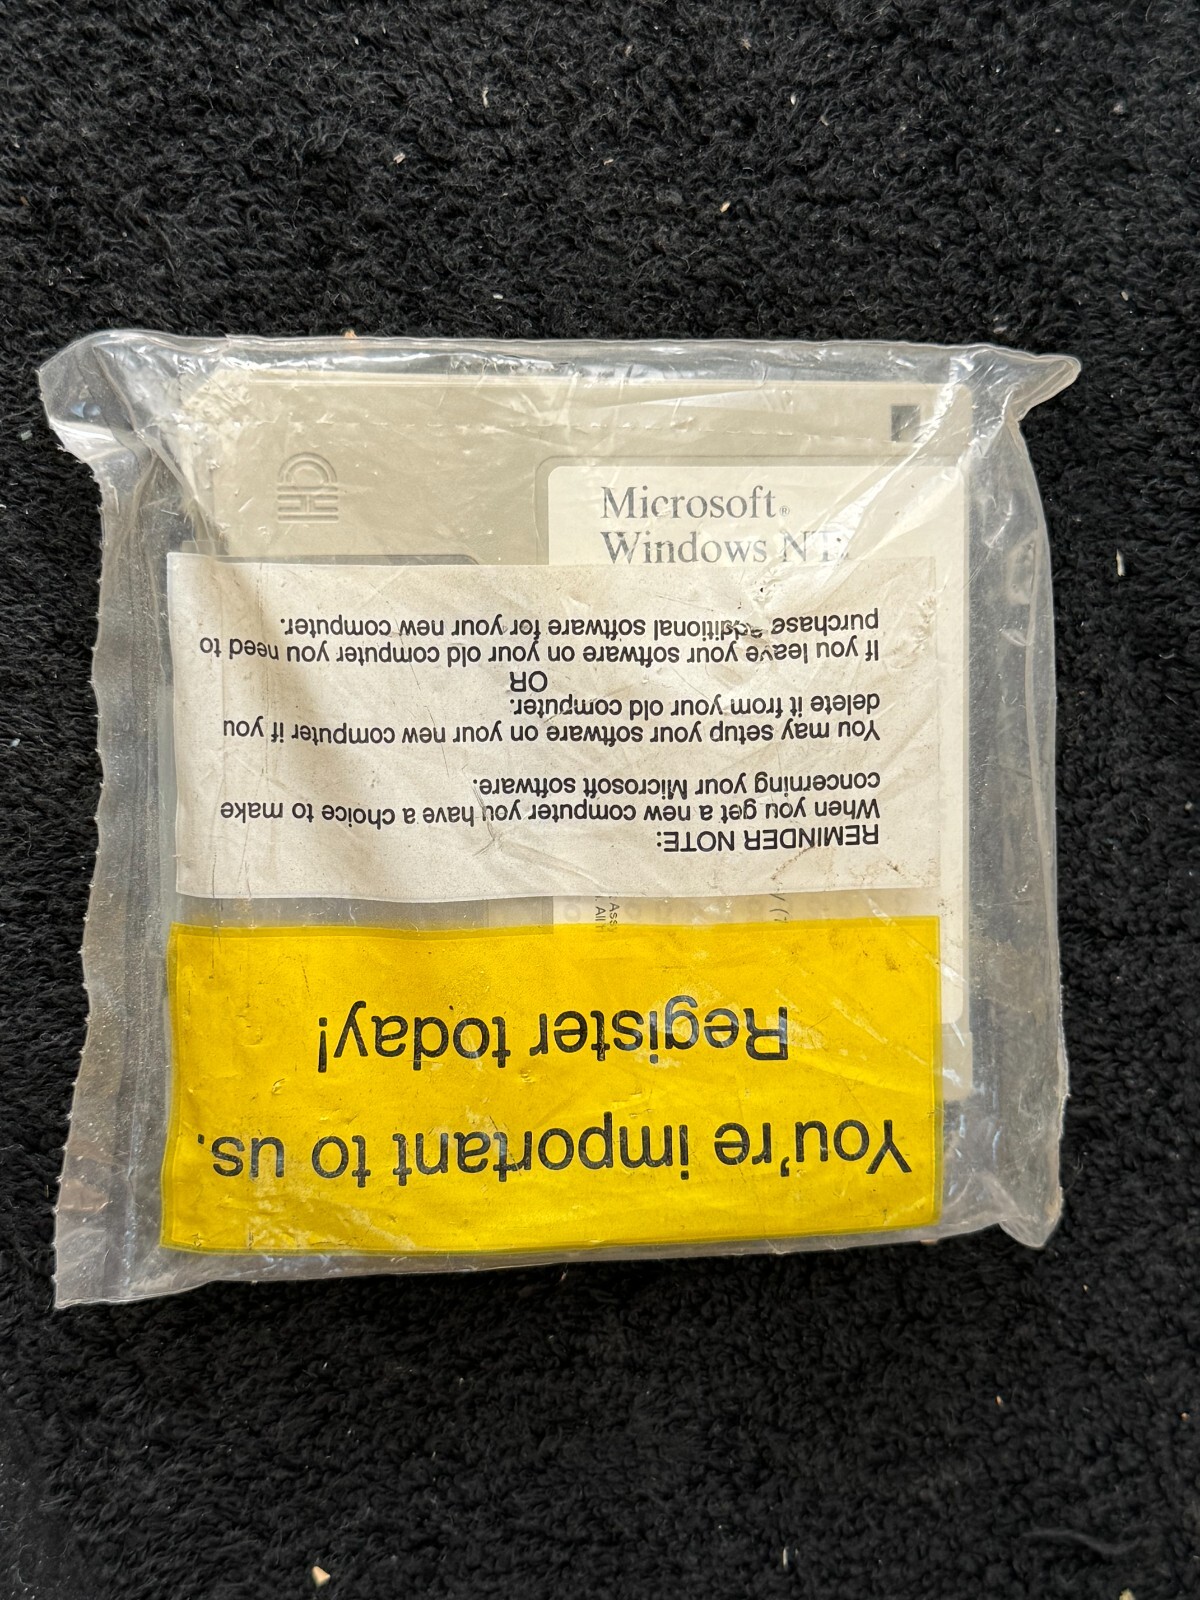 Microsoft®
Windows NT
You're important to us.
Register today!
REMINDER NOTE:
When you get a new computer you have a choice to make
concerning your Microsoft software.
You may setup your software on your new computer if you
delete it from your old computer.
OR
If you leave your software on your old computer you need to
purchase additional software for your new computer.